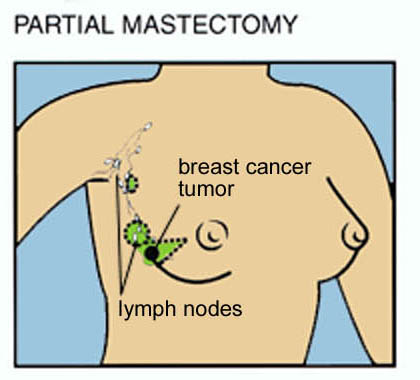 PARTIAL MASTECTOMY
breast cancer
tumor
lymph nodes